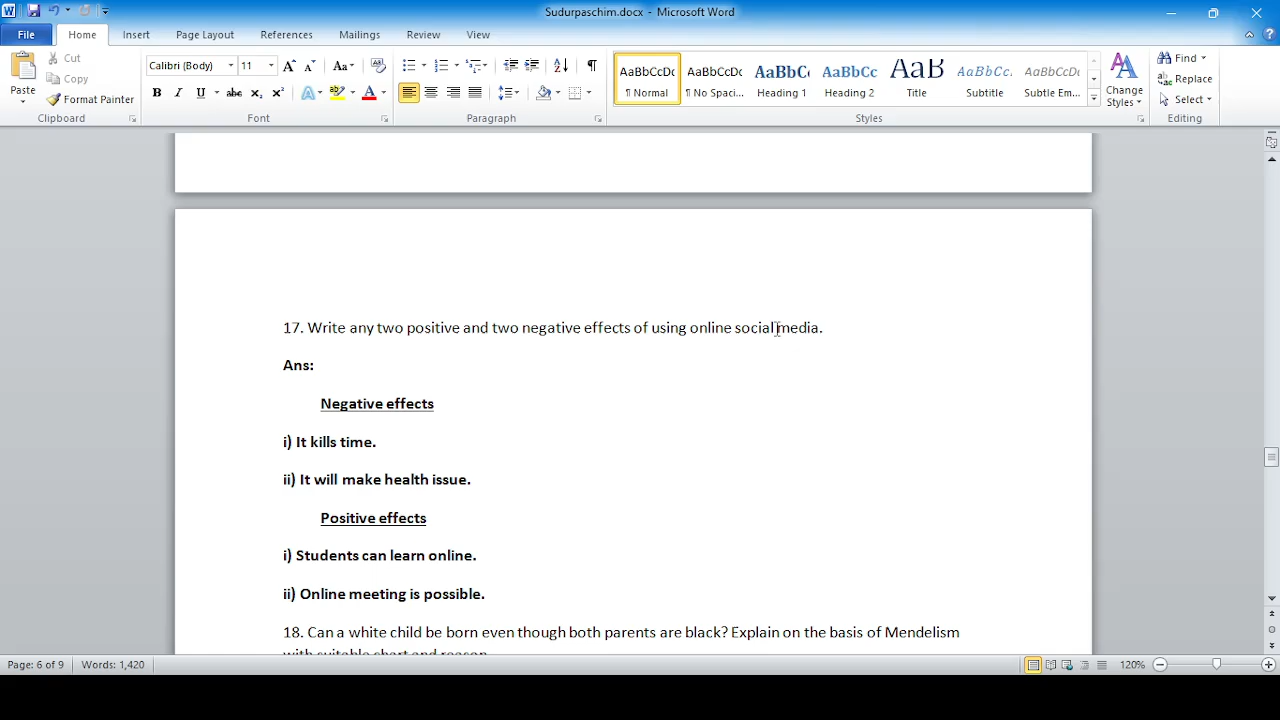 Sudurpaschim.docx - Microsoft Word
File Home Insert Page Layout References Mailings Review View
Paste
Cut
Copy
Format Painter
Clipboard
Calibri (Body) 11
Font
Paragraph
AaBbCcDc AaBbCcDc AaBbC AaBbCc AaB AaBbCc. AaBbCcDc
¶ Normal ¶ No Spaci... Heading 1 Heading 2 Title Subtitle Subtle Em...
Styles
Change
Styles
Find
Replace
Select
Editing
17. Write any two positive and two negative effects of using online social media.
Ans:
Negative effects
i) It kills time.
ii) It will make health issue.
Positive effects
i) Students can learn online.
ii) Online meeting is possible.
18. Can a white child be born even though both parents are black? Explain on the basis of Mendelism
with suitable chart and reason.
Page: 6 of 9 Words: 1,420 120%